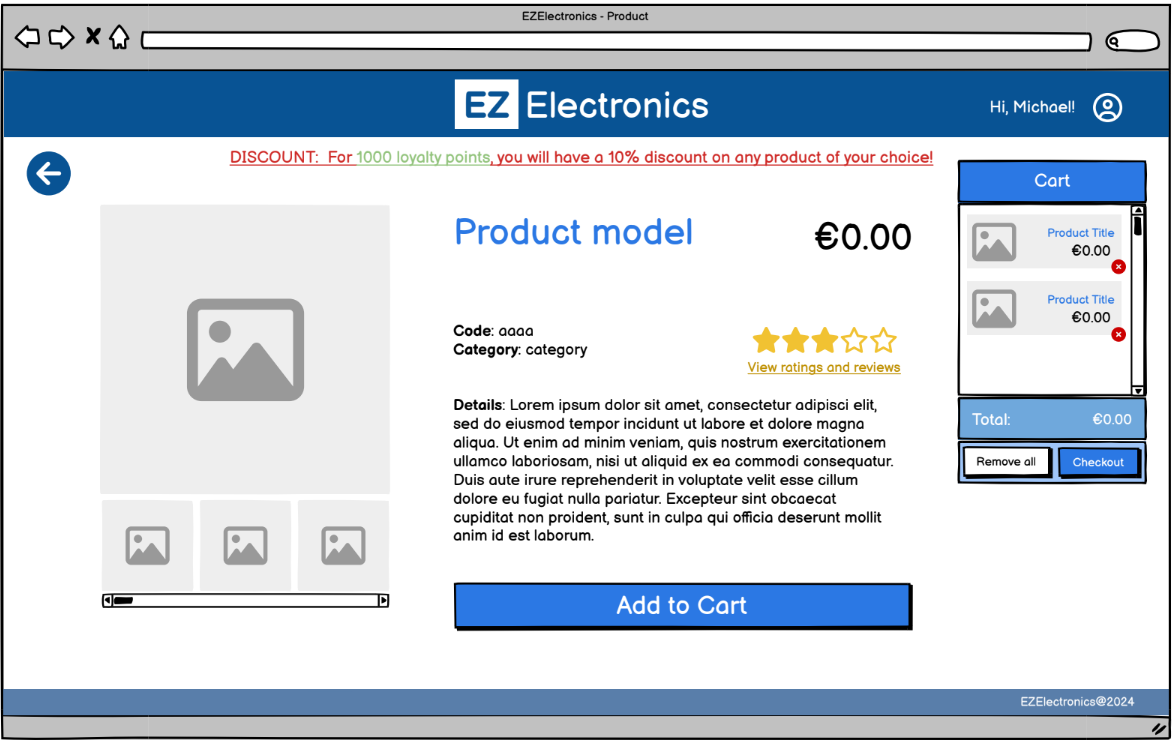 EZElectronics - Product
EZ Electronics
Hi, Michael!
DISCOUNT: For 1000 loyalty points, you will have a 10% discount on any product of your choice!
Product model
€0.00
Code: aaaa
Category: category
View ratings and reviews
Details: Lorem ipsum dolor sit amet, consectetur adipisci elit,
sed do eiusmod tempor incidunt ut labore et dolore magna
aliqua. Ut enim ad minim veniam, quis nostrum exercitationem
ullamco laboriosam, nisi ut aliquid ex ea commodi consequatur.
Duis aute irure reprehenderit in voluptate velit esse cillum
dolore eu fugiat nulla pariatur. Excepteur sint obcaecat
cupiditat non proident, sunt in culpa qui officia deserunt mollit
anim id est laborum.
Add to Cart
Cart
Product Title
€0.00
Product Title
€0.00
Total: €0.00
Remove all
Checkout
EZElectronics@2024